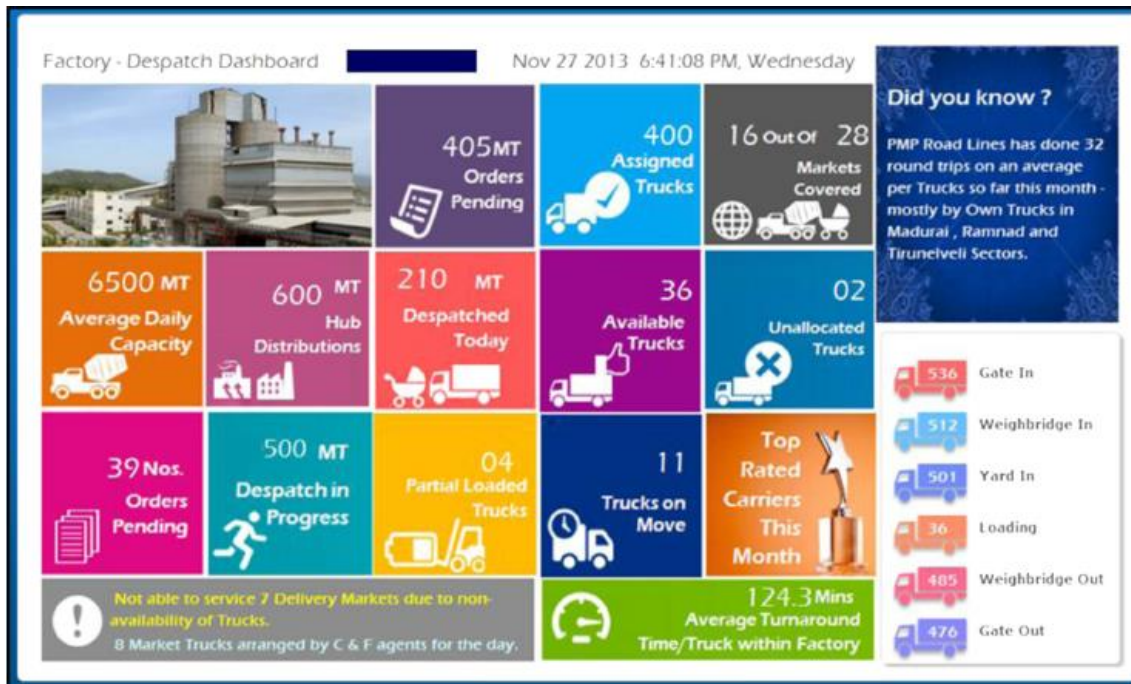 Factory - Despatch Dashboard
Nov 27 2013 6:41:08 PM, Wednesday
405 MT
Orders
Pending
400
Assigned
Trucks
16 Out Of 28
Markets
Covered
Did you know ?
PMP Road Lines has done 32
round trips on an average
per Trucks so far this month -
mostly by Own Trucks in
Madurai , Ramnad and
Tirunelveli Sectors.
6500 MT
Average Daily
Capacity
600 MT
Hub
Distributions
210 MT
Despatched
Today
36
Available
Trucks
02
Unallocated
Trucks
39 Nos.
Orders
Pending
500 MT
Despatch in
Progress
04
Partial Loaded
Trucks
11
Trucks on
Move
Top
Rated
Carriers
This
Month
536 Gate In
512 Weighbridge In
501 Yard In
36 Loading
485 Weighbridge Out
476 Gate Out
Not able to service 7 Delivery Markets due to non-
availability of Trucks.
8 Market Trucks arranged by C & F agents for the day.
124.3 Mins
Average Turnaround
Time/Truck within Factory